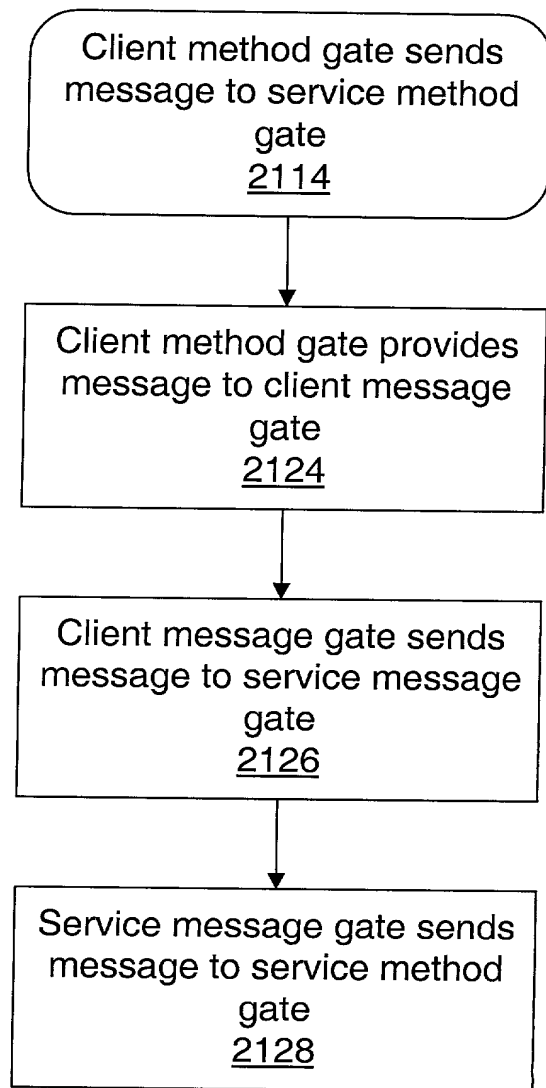 Client method gate sends
message to service method
gate
2114
Client method gate provides
message to client message
gate
2124
Client message gate sends
message to service message
gate
2126
Service message gate sends
message to service method
gate
2128